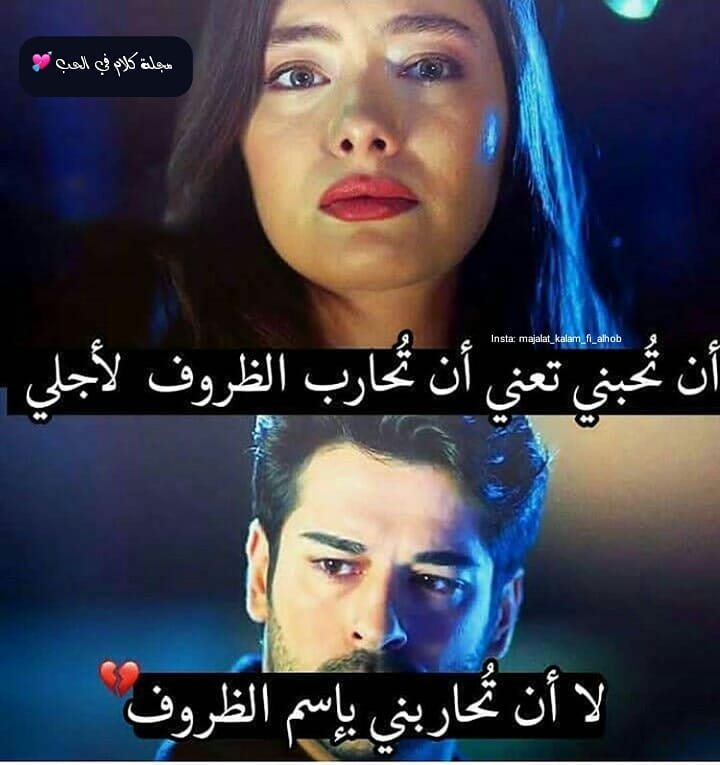 مجلة كلام في الحب 💘
Insta: majalat_kalam_fi_alhob
أن تُحبني تعني أن تُحارب الظروف لأجلي
لا أن تُحاربني بإسم الظروف 💔